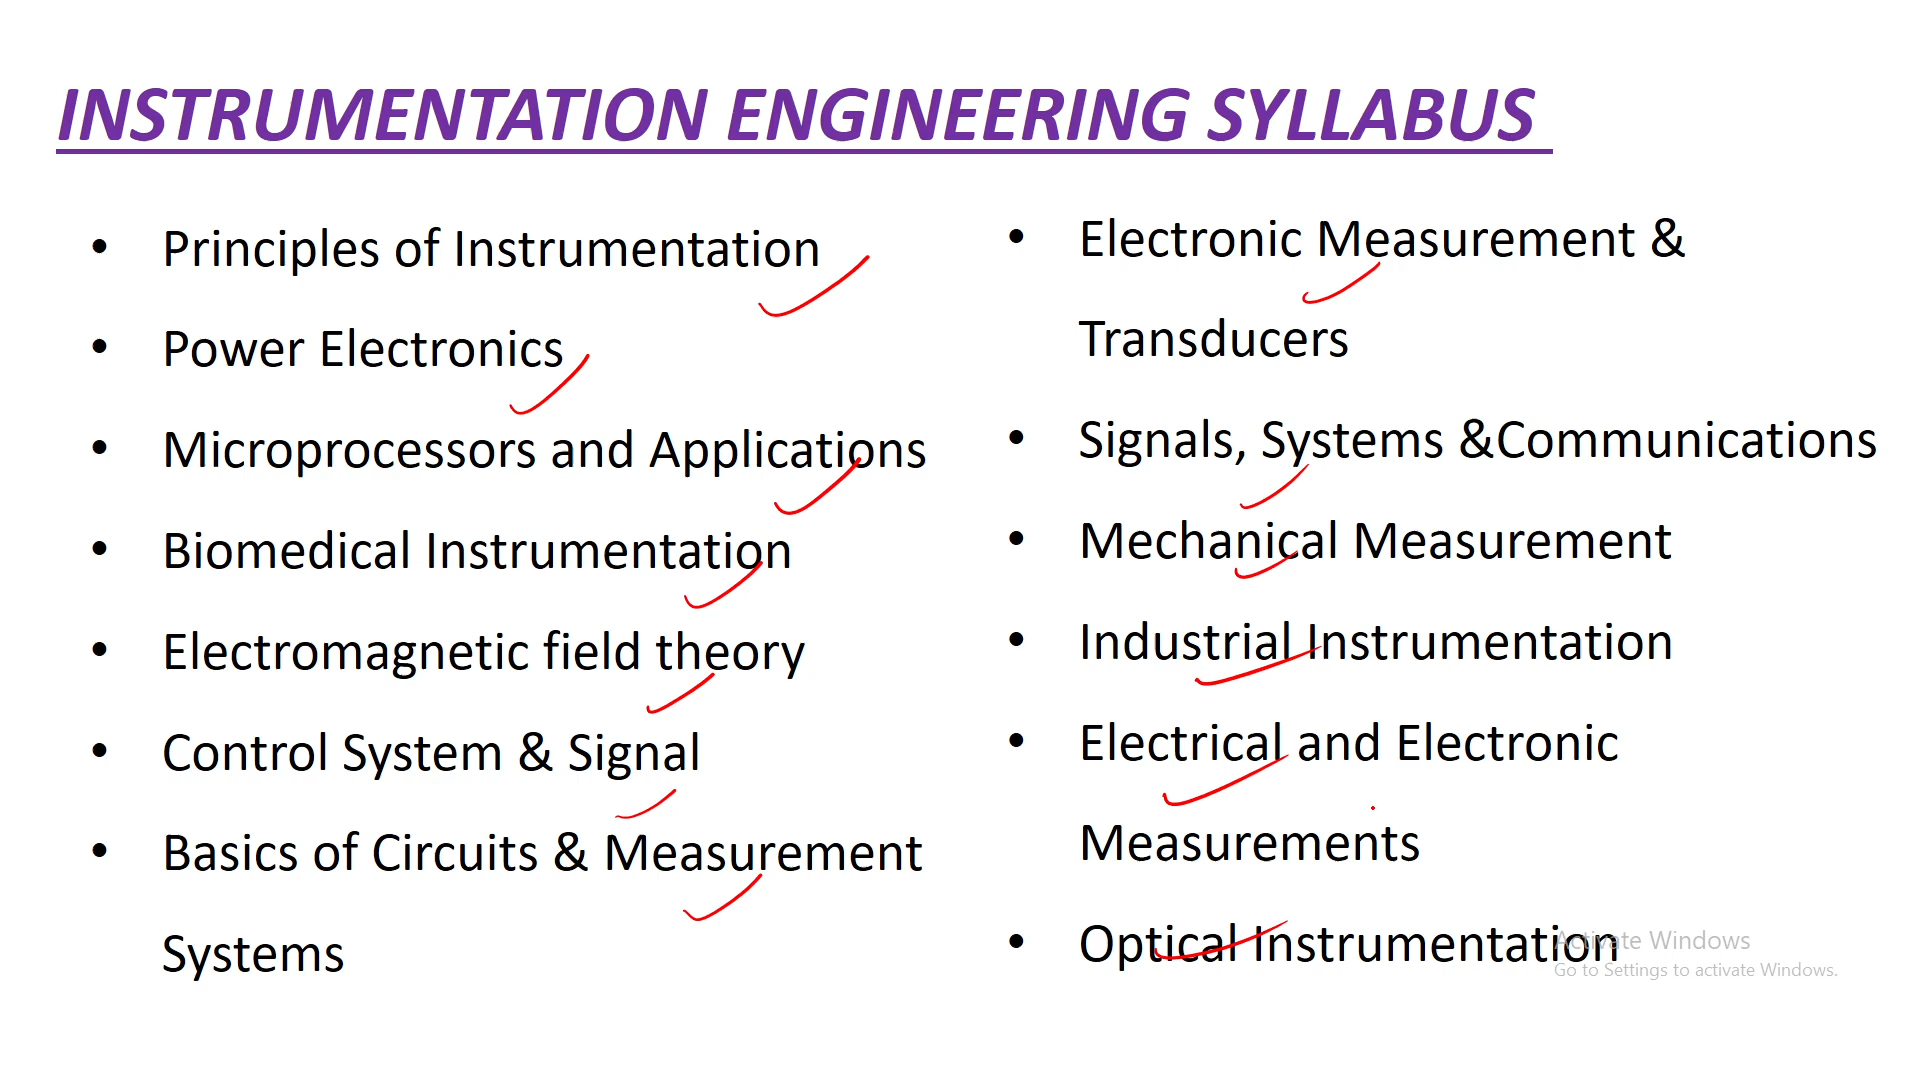 INSTRUMENTATION ENGINEERING SYLLABUS
• Principles of Instrumentation
• Power Electronics
• Microprocessors and Applications
• Biomedical Instrumentation
• Electromagnetic field theory
• Control System & Signal
• Basics of Circuits & Measurement
Systems
• Electronic Measurement &
Transducers
• Signals, Systems &Communications
• Mechanical Measurement
• Industrial Instrumentation
• Electrical and Electronic
Measurements
• Optical Instrumentation
Activate Windows
Go to Settings to activate Windows.